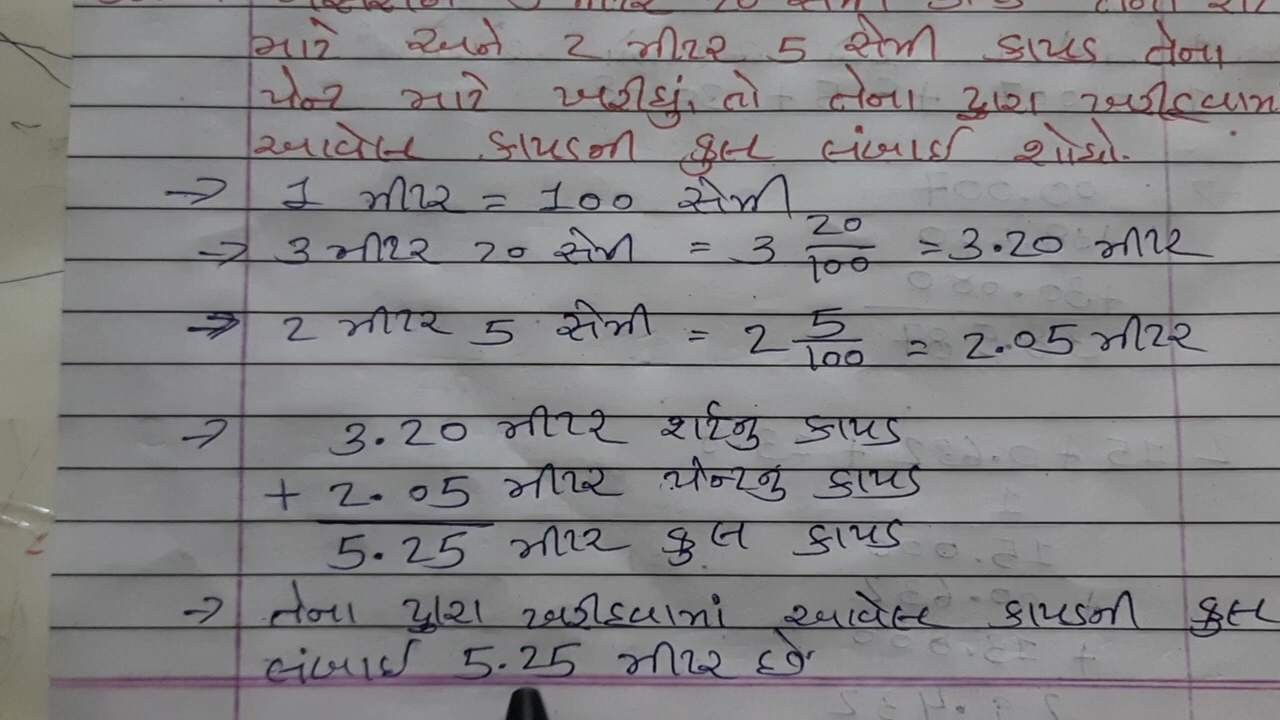 માટે અને 2 મીટર 5 સેમી કાપડ તેના
પેન્ટ માટે ખરીદ્યું, તો તેના દ્વારા ખરીદવામાં
આવેલ કાપડની કુલ લંબાઈ શોધો.
→ 1 મીટર = 100 સેમી
→ 3 મીટર 20 સેમી = 3 20/100 = 3.20 મીટર
→ 2 મીટર 5 સેમી = 2 5/100 = 2.05 મીટર
→ 3.20 મીટર શર્ટનું કાપડ
+ 2.05 મીટર પેન્ટનું કાપડ
5.25 મીટર કુલ કાપડ
→ તેના દ્વારા ખરીદવામાં આવેલ કાપડની કુલ
લંબાઈ 5.25 મીટર છે.